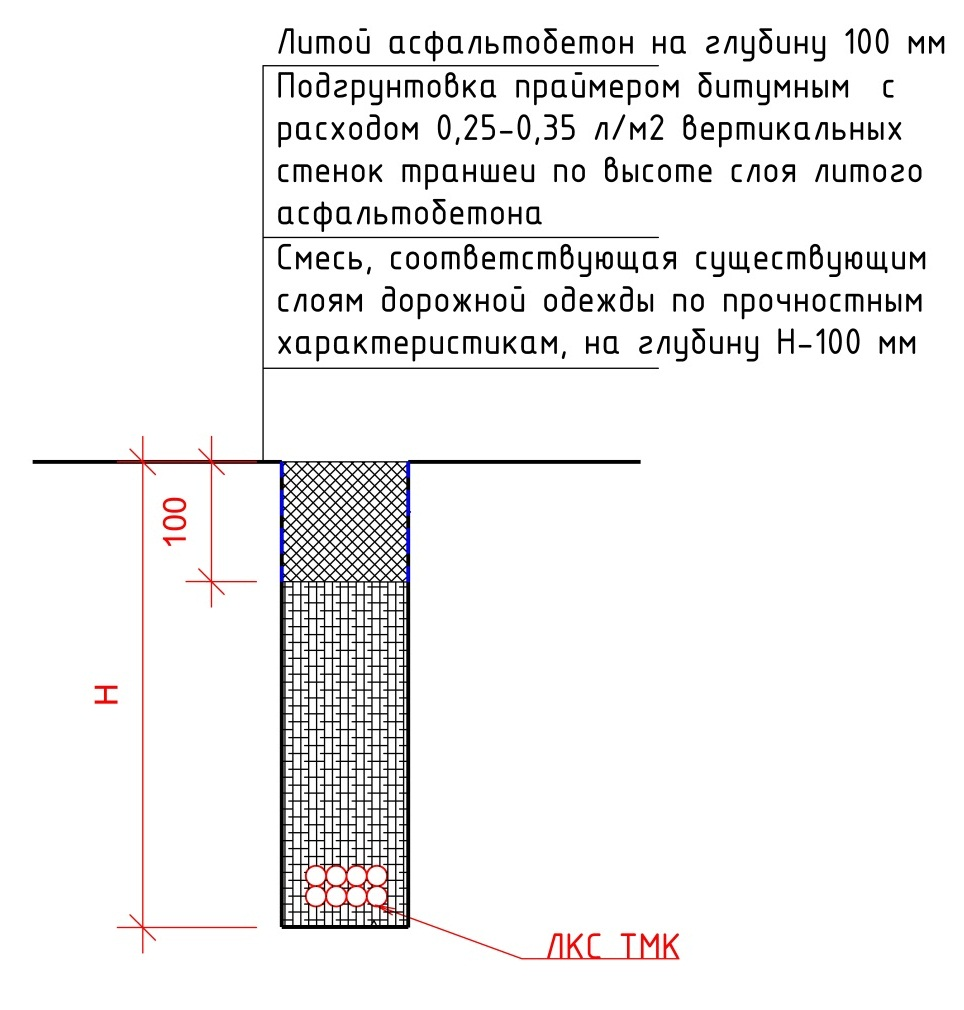 Литой асфальтобетон на глубину 100 мм
Подгрунтовка праймером битумным с
расходом 0,25-0,35 л/м2 вертикальных
стенок траншеи по высоте слоя литого
асфальтобетона
Смесь, соответствующая существующим
слоям дорожной одежды по прочностным
характеристикам, на глубину Н-100 мм
100
Н
ЛКС ТМК